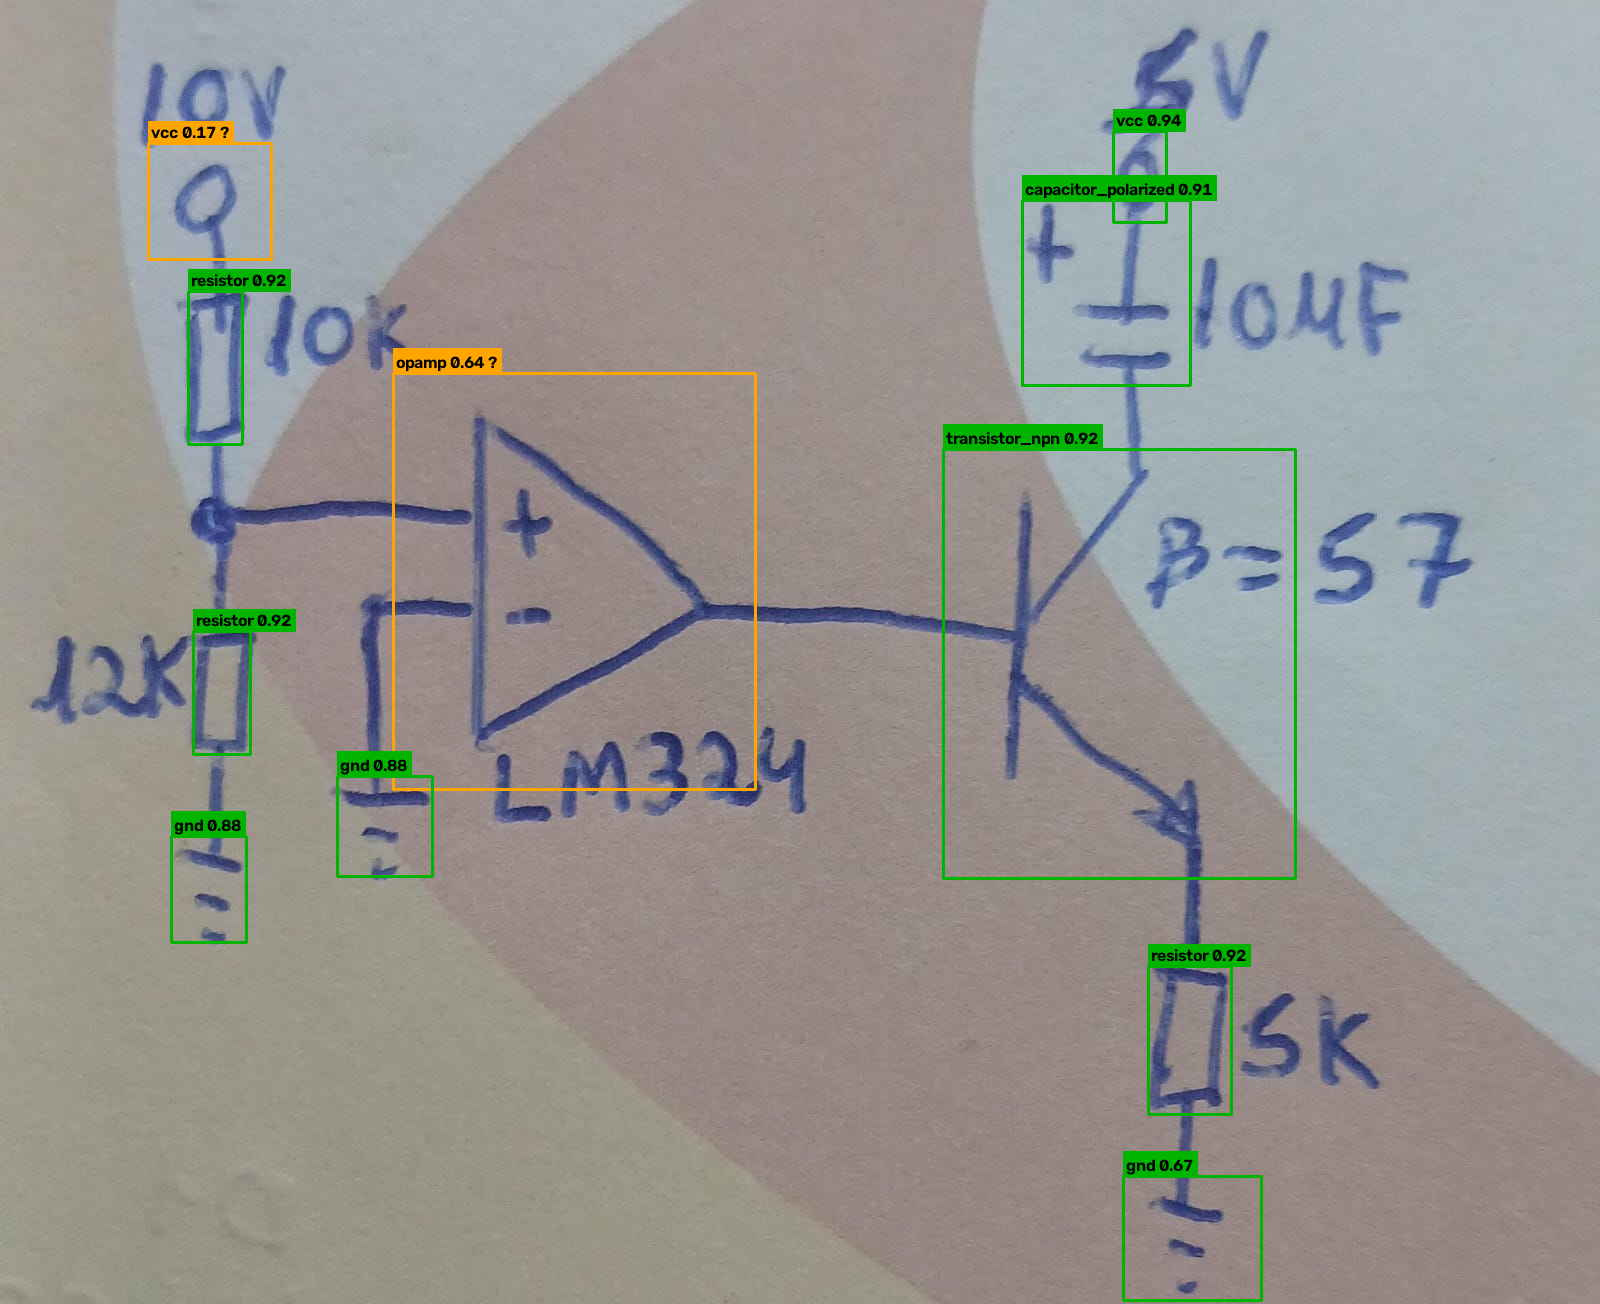 10V
vcc 0.17 ?
5V
vcc 0.94
capacitor_polarized 0.91
+
10µF
resistor 0.92
10K
opamp 0.64 ?
transistor_npn 0.92
+
-
β = 57
resistor 0.92
12K
LM324
gnd 0.88
gnd 0.88
resistor 0.92
5K
gnd 0.67